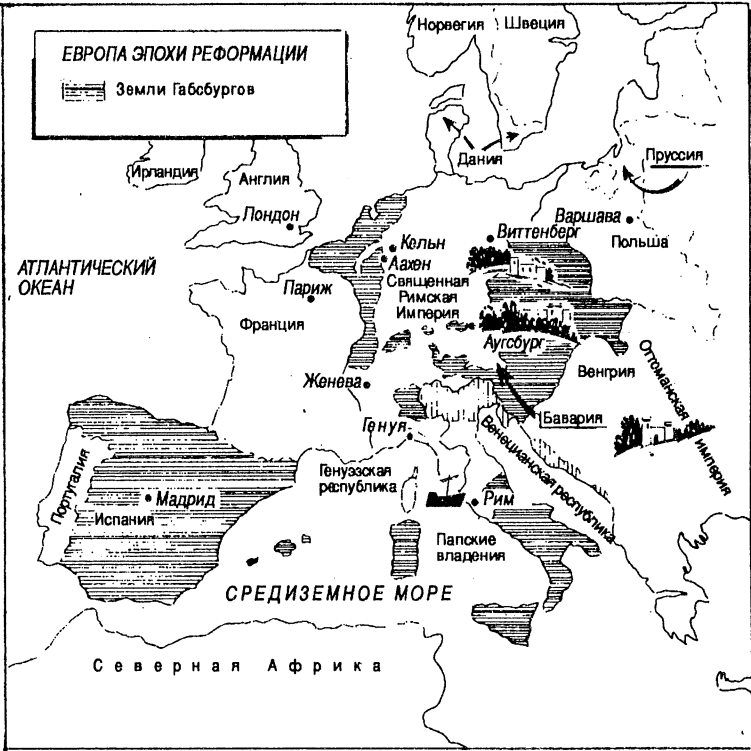 ЕВРОПА ЭПОХИ РЕФОРМАЦИИ
Земли Габсбургов
Норвегия
Швеция
Дания
Ирландия
Англия
Лондон
Пруссия
Варшава
Польша
Кельн
Аахен
Виттенберг
Священная
Римская
Империя
АТЛАНТИЧЕСКИЙ
ОКЕАН
Париж
Франция
Аугсбург
Женева
Венгрия
Оттоманская
империя
Бавария
Генуя
Генуэзская
республика
Венецианская республика
Португалия
Мадрид
Испания
Рим
Папские
владения
СРЕДИЗЕМНОЕ МОРЕ
Северная Африка